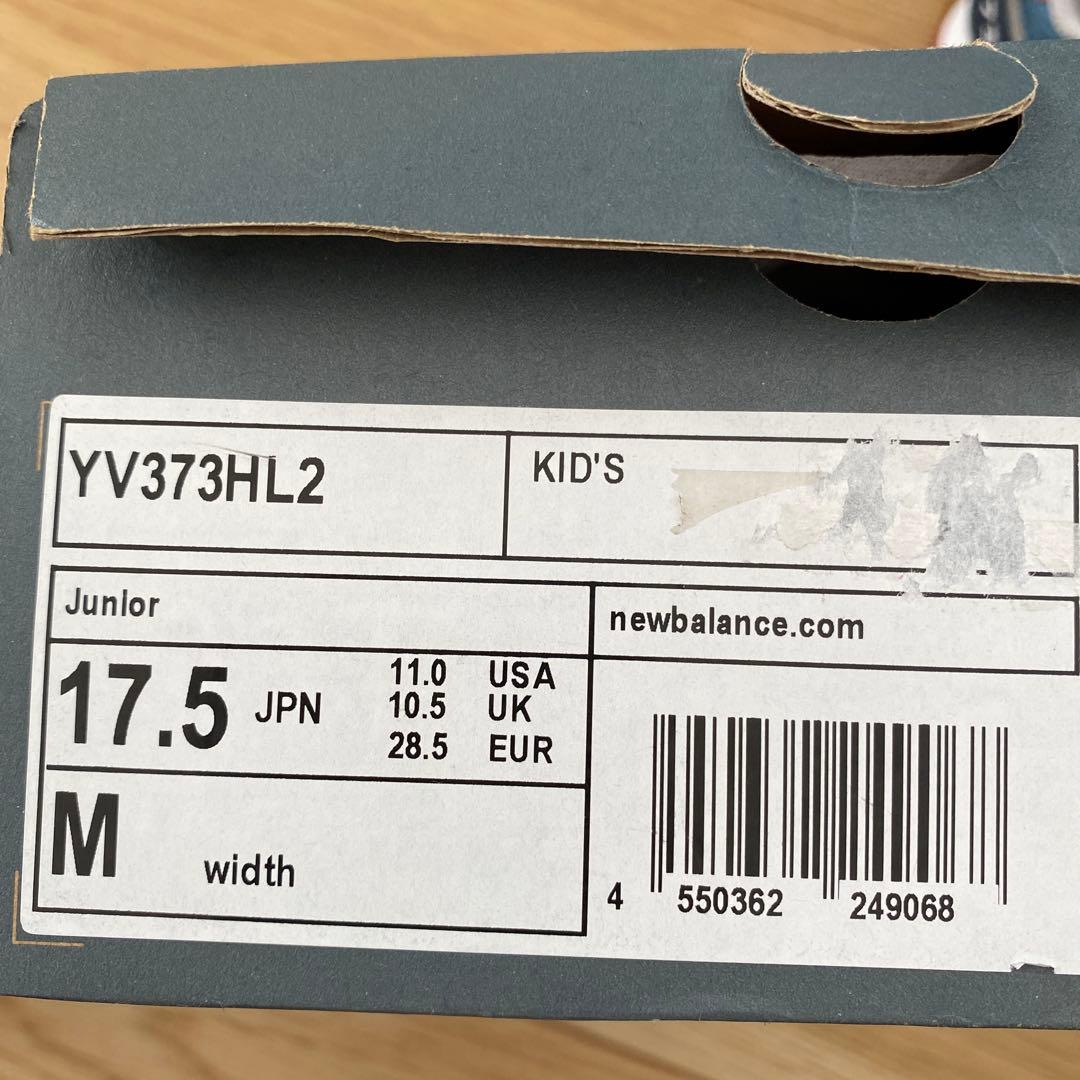 YV373HL2
KID'S
Junior
newbalance.com
17.5 JPN
11.0 USA
10.5 UK
28.5 EUR
M width
4 550362 249068